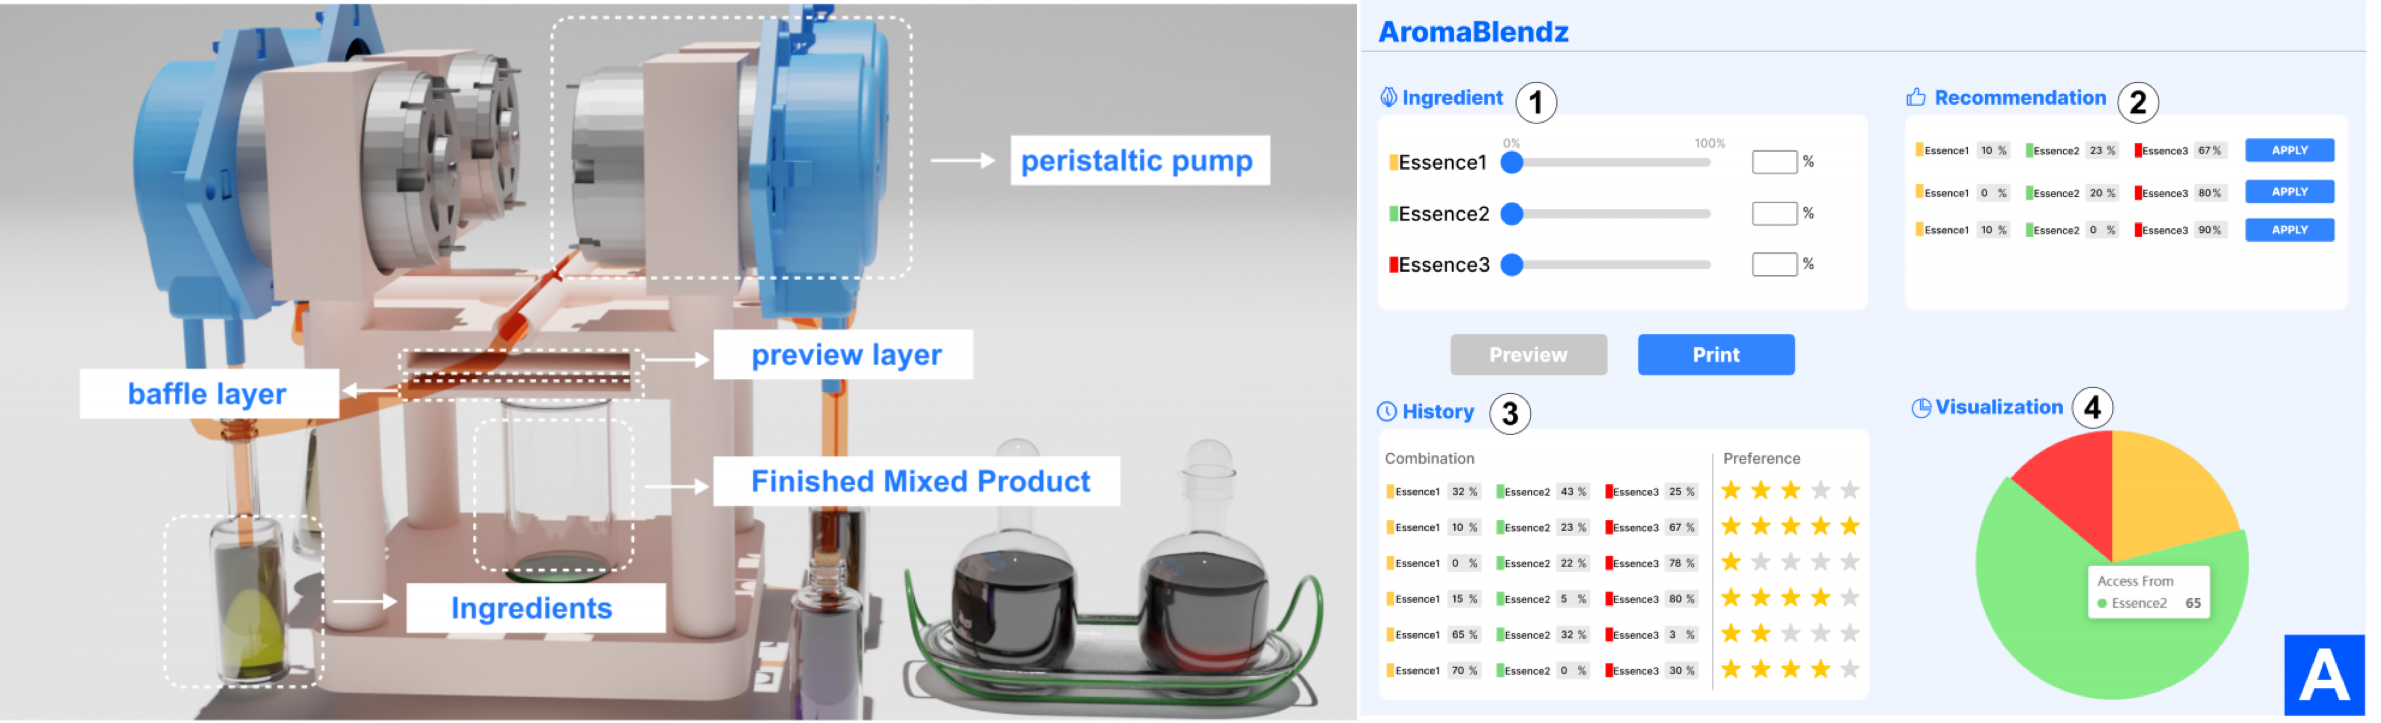 peristaltic pump
preview layer
baffle layer
Finished Mixed Product
Ingredients
AromaBlendz
Ingredient 1
0% 100%
Essence1 %
Essence2 %
Essence3 %
Preview Print
Recommendation 2
Essence1 10 % Essence2 23 % Essence3 67 % APPLY
Essence1 0 % Essence2 20 % Essence3 80 % APPLY
Essence1 10 % Essence2 0 % Essence3 90 % APPLY
History 3
Combination Preference
Essence1 32 % Essence2 43 % Essence3 25 %
Essence1 10 % Essence2 23 % Essence3 67 %
Essence1 0 % Essence2 22 % Essence3 78 %
Essence1 15 % Essence2 5 % Essence3 80 %
Essence1 65 % Essence2 32 % Essence3 3 %
Essence1 70 % Essence2 0 % Essence3 30 %
Visualization 4
Access From
Essence2 65
A